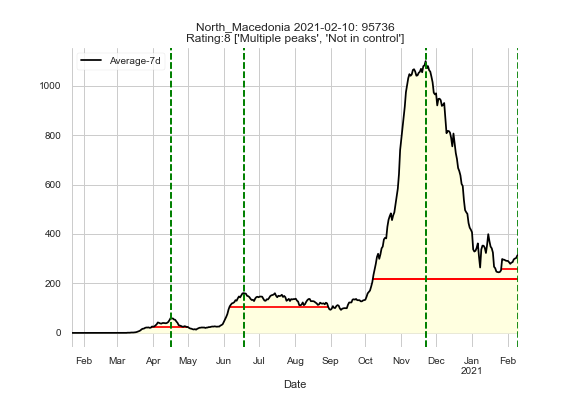 North_Macedonia 2021-02-10: 95736
Rating:8 ['Multiple peaks', 'Not in control']
Average-7d
1000
800
600
400
200
0
Feb Mar Apr May Jun Jul Aug Sep Oct Nov Dec Jan Feb
2021
Date